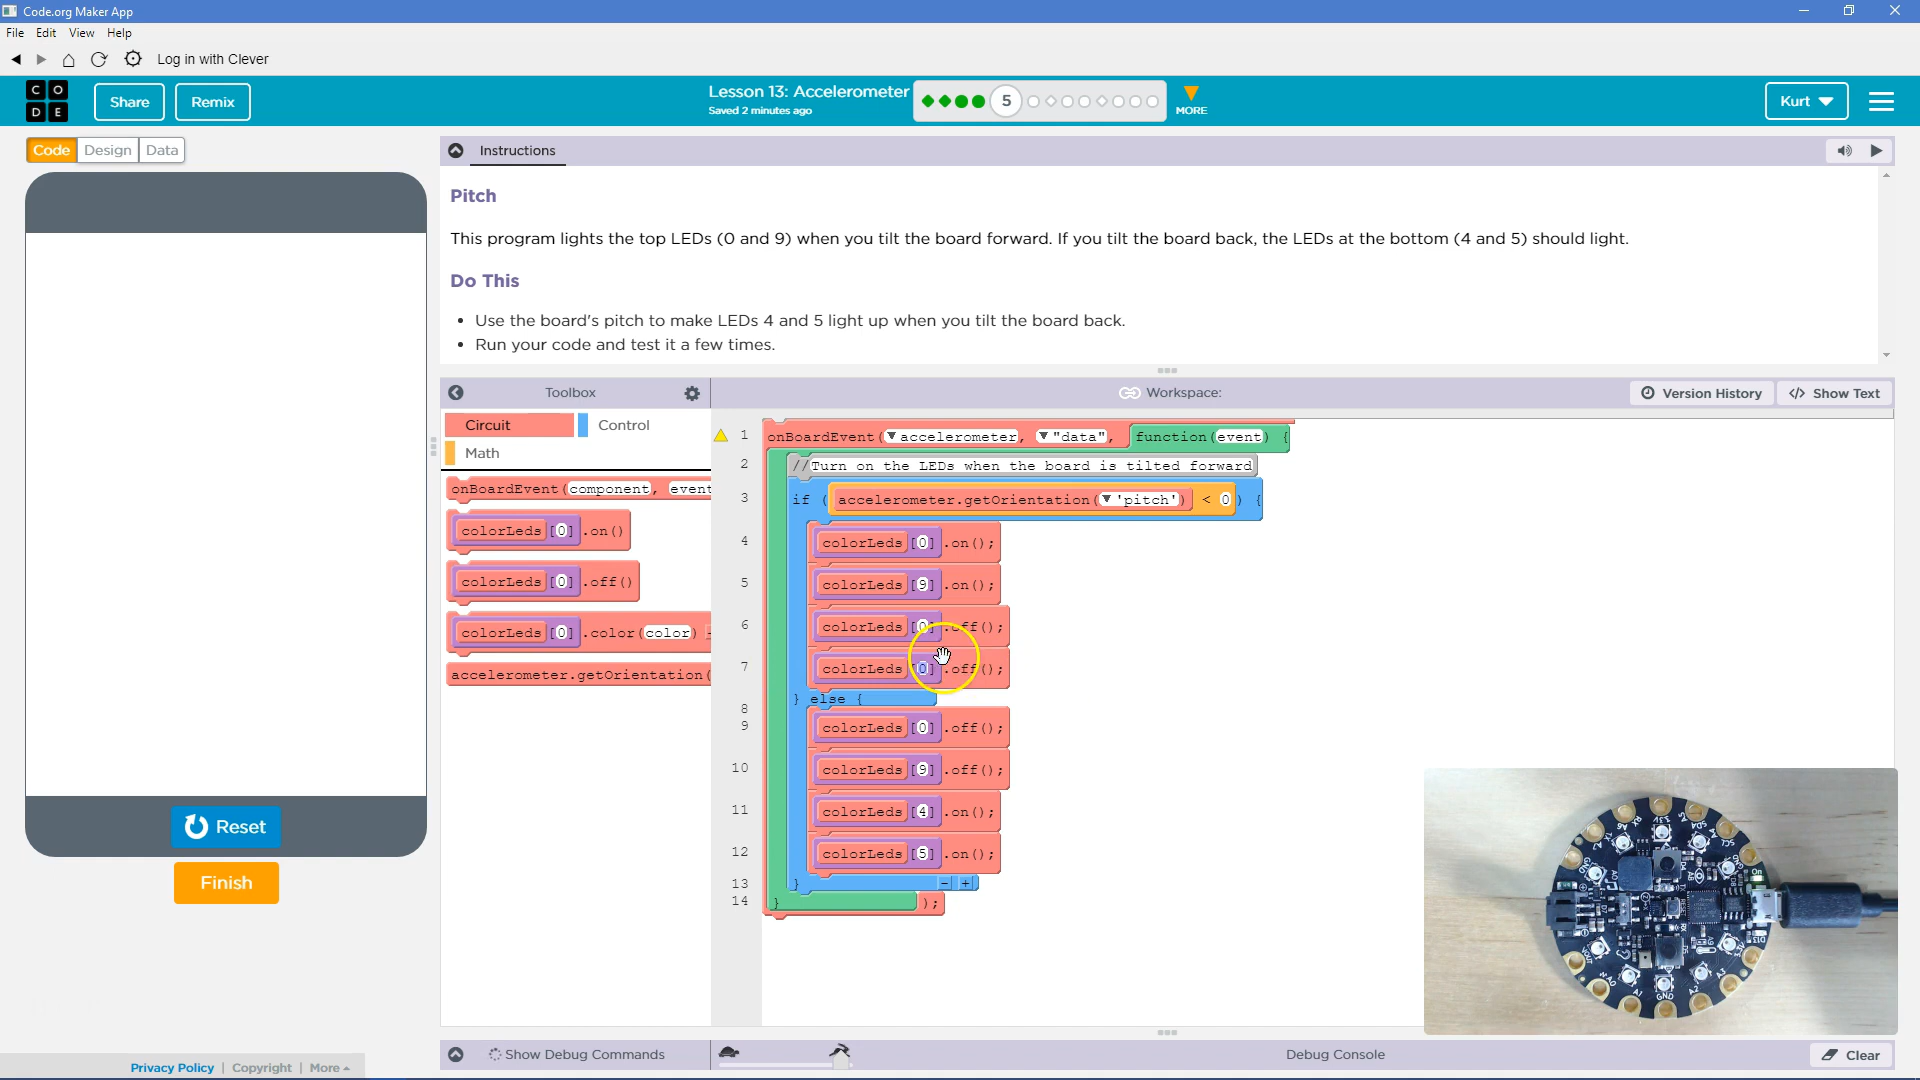 Code.org Maker App
File Edit View Help
Log in with Clever
C O
D E
Share
Remix
Lesson 13: Accelerometer
Saved 2 minutes ago
5
MORE
Kurt
Code Design Data
Instructions
Pitch
This program lights the top LEDs (0 and 9) when you tilt the board forward. If you tilt the board back, the LEDs at the bottom (4 and 5) should light.
Do This
Use the board's pitch to make LEDs 4 and 5 light up when you tilt the board back.
Run your code and test it a few times.
Toolbox
Workspace:
Version History
</> Show Text
Circuit
Control
Math
onBoardEvent(component, event
colorLeds[0].on()
colorLeds[0].off()
colorLeds[0].color(color)
accelerometer.getOrientation(
1 onBoardEvent(▼accelerometer, ▼"data", function(event) {
2 //Turn on the LEDs when the board is tilted forward
3 if (accelerometer.getOrientation(▼'pitch') < 0) {
4 colorLeds[0].on();
5 colorLeds[9].on();
6 colorLeds[0].off();
7 colorLeds[0].off();
8 } else {
9 colorLeds[0].off();
10 colorLeds[9].off();
11 colorLeds[4].on();
12 colorLeds[5].on();
13 } - +
14 } );
Reset
Finish
Show Debug Commands
Debug Console
Clear
Privacy Policy | Copyright | More